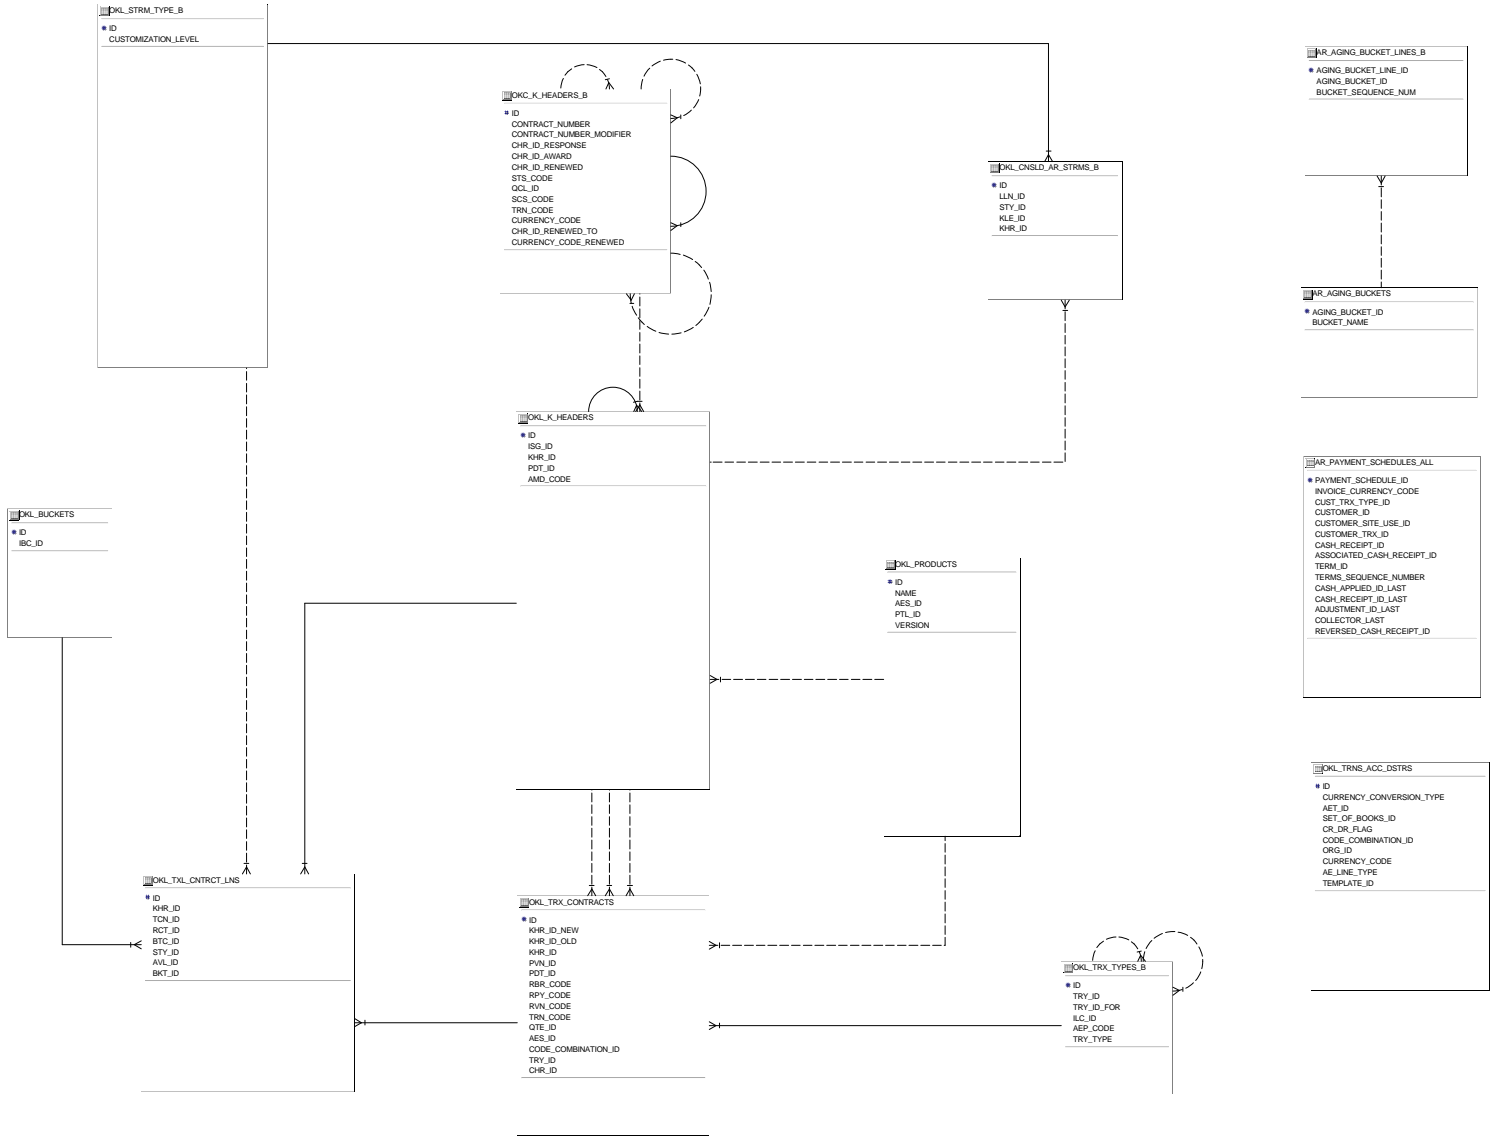 OKL_STRM_TYPE_B
ID
CUSTOMIZATION_LEVEL
OKC_K_HEADERS_B
ID
CONTRACT_NUMBER
CONTRACT_NUMBER_MODIFIER
CHR_ID_RESPONSE
CHR_ID_AWARD
CHR_ID_RENEWED
STS_CODE
QCL_ID
SCS_CODE
TRN_CODE
CURRENCY_CODE
CHR_ID_RENEWED_TO
CURRENCY_CODE_RENEWED
OKL_CNSLD_AR_STRMS_B
ID
LLN_ID
STY_ID
KLE_ID
KHR_ID
AR_AGING_BUCKET_LINES_B
AGING_BUCKET_LINE_ID
AGING_BUCKET_ID
BUCKET_SEQUENCE_NUM
AR_AGING_BUCKETS
AGING_BUCKET_ID
BUCKET_NAME
OKL_K_HEADERS
ID
ISG_ID
KHR_ID
PDT_ID
AMD_CODE
AR_PAYMENT_SCHEDULES_ALL
PAYMENT_SCHEDULE_ID
INVOICE_CURRENCY_CODE
CUST_TRX_TYPE_ID
CUSTOMER_ID
CUSTOMER_SITE_USE_ID
CUSTOMER_TRX_ID
CASH_RECEIPT_ID
ASSOCIATED_CASH_RECEIPT_ID
TERM_ID
TERMS_SEQUENCE_NUMBER
CASH_APPLIED_ID_LAST
CASH_RECEIPT_ID_LAST
ADJUSTMENT_ID_LAST
COLLECTOR_LAST
REVERSED_CASH_RECEIPT_ID
OKL_BUCKETS
ID
IBC_ID
OKL_PRODUCTS
ID
NAME
AES_ID
PTL_ID
VERSION
OKL_TRNS_ACC_DSTRS
ID
CURRENCY_CONVERSION_TYPE
AET_ID
SET_OF_BOOKS_ID
CR_DR_FLAG
CODE_COMBINATION_ID
ORG_ID
CURRENCY_CODE
AE_LINE_TYPE
TEMPLATE_ID
OKL_TXL_CNTRCT_LNS
ID
KHR_ID
TCN_ID
RCT_ID
BTC_ID
STY_ID
AVL_ID
BKT_ID
OKL_TRX_CONTRACTS
ID
KHR_ID_NEW
KHR_ID_OLD
KHR_ID
PVN_ID
PDT_ID
RBR_CODE
RPY_CODE
RVN_CODE
TRN_CODE
QTE_ID
AES_ID
CODE_COMBINATION_ID
TRY_ID
CHR_ID
OKL_TRX_TYPES_B
ID
TRY_ID
TRY_ID_FOR
ILC_ID
AEP_CODE
TRY_TYPE